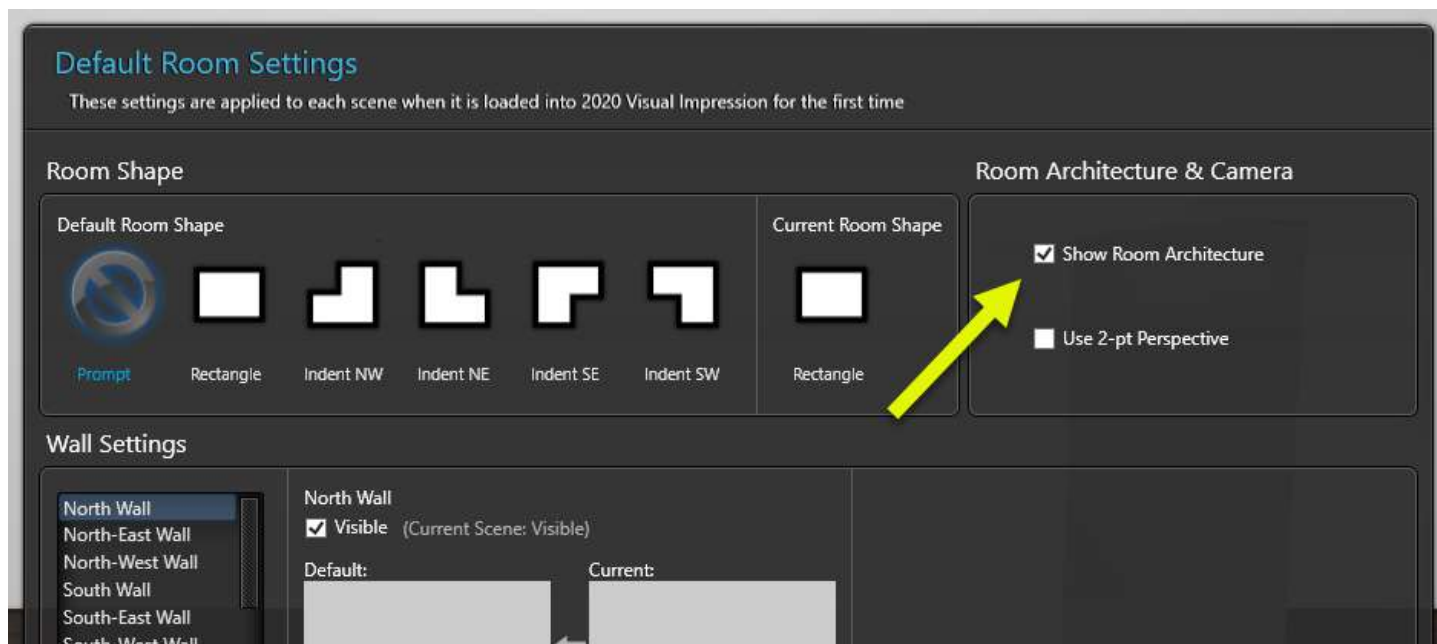 Default Room Settings
These settings are applied to each scene when it is loaded into 2020 Visual Impression for the first time
Room Shape
Default Room Shape
Prompt
Rectangle
Indent NW
Indent NE
Indent SE
Indent SW
Current Room Shape
Rectangle
Room Architecture & Camera
Show Room Architecture
Use 2-pt Perspective
Wall Settings
North Wall
North-East Wall
North-West Wall
South Wall
South-East Wall
South-West Wall
North Wall
Visible (Current Scene: Visible)
Default:
Current: